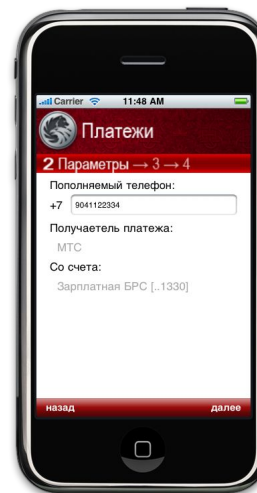 Carrier 11:48 AM
Платежи
2 Параметры → 3 → 4
Пополняемый телефон:
+7 9041122334
Получаетель платежа:
МТС
Со счета:
Зарплатная БРС [..1330]
назад далее